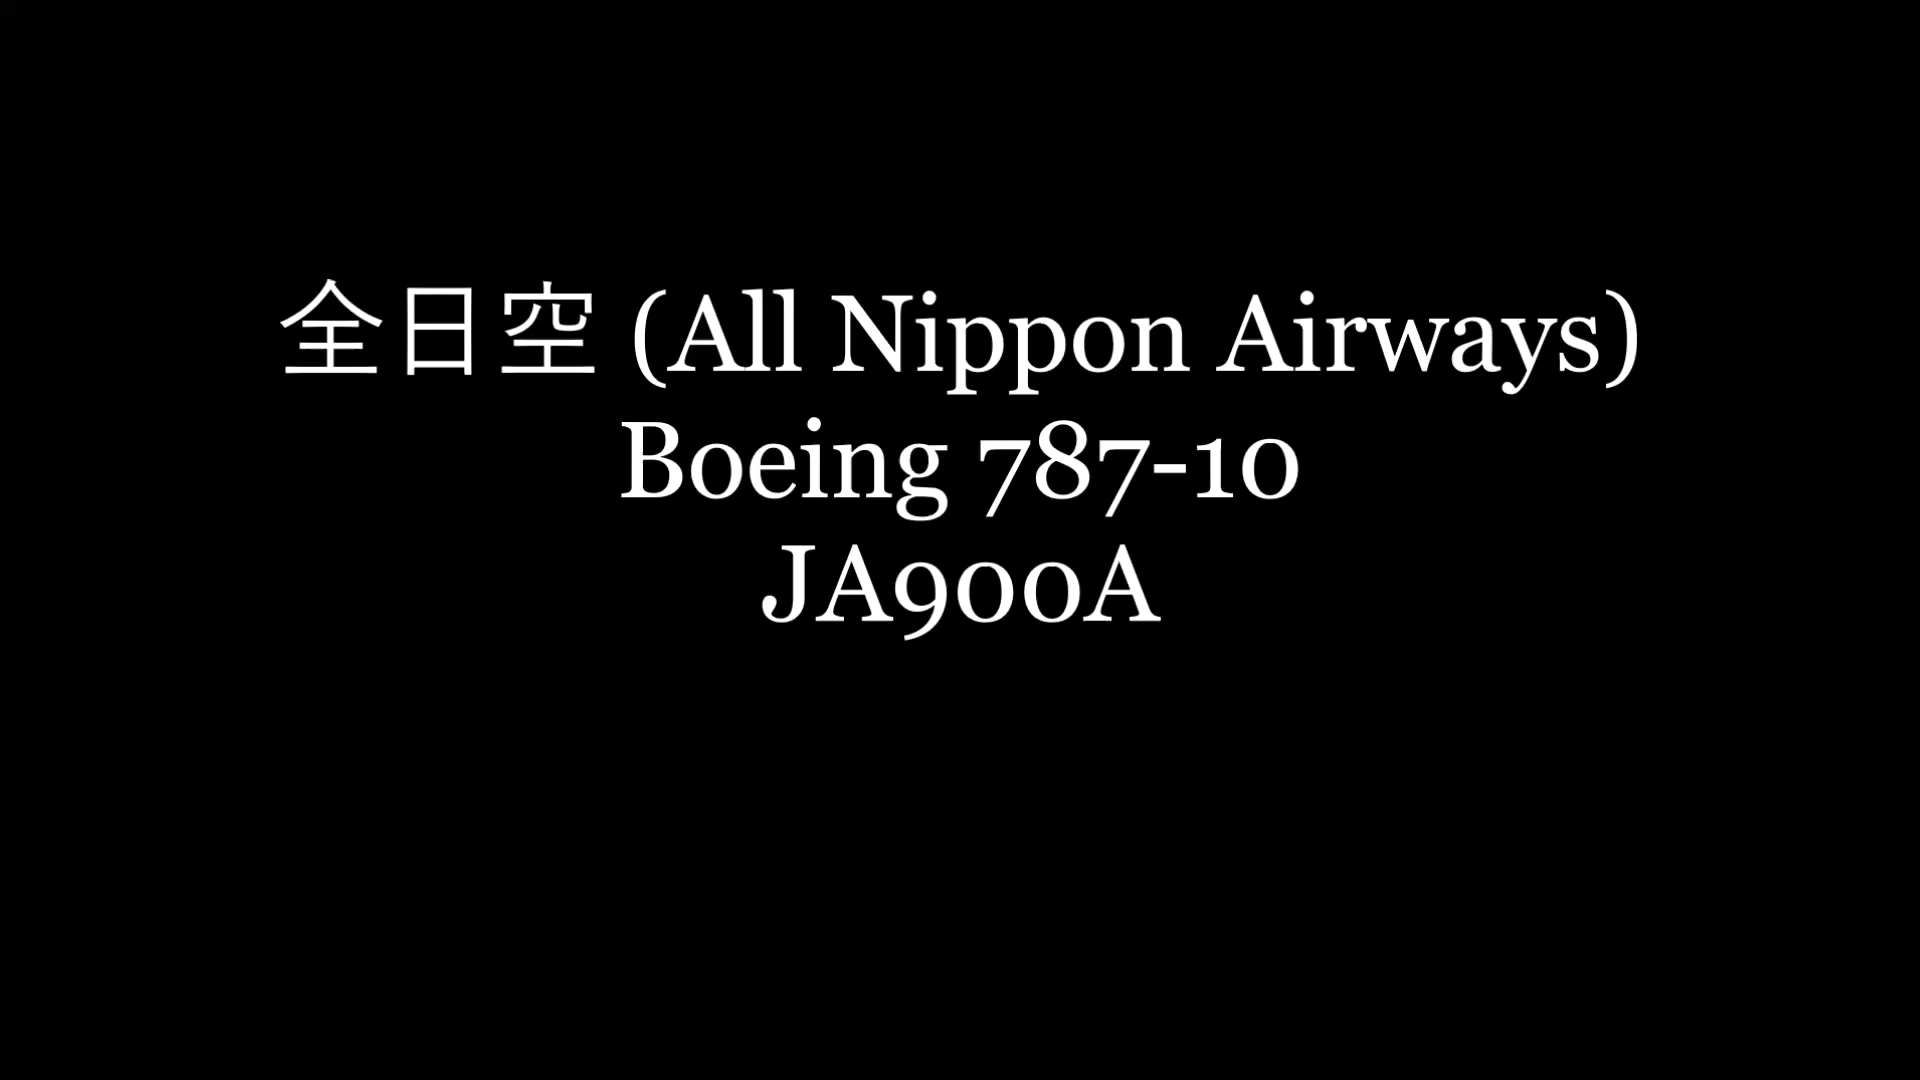 全日空 (All Nippon Airways)
Boeing 787-10
JA900A